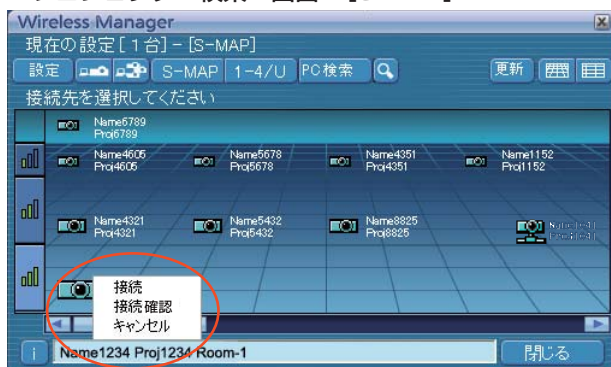 Wireless Manager
現在の設定[1台]-[S-MAP]
設定 S-MAP 1-4/U PC検索 更新
接続先を選択してください
Name6789
Proj6789
Name4605 Name5678 Name4351 Name1152
Proj4605 Proj5678 Proj4351 Proj1152
Name4321 Name5432 Name8825
Proj4321 Proj5432 Proj8825
接続
接続確認
キャンセル
i Name1234 Proj1234 Room-1 閉じる